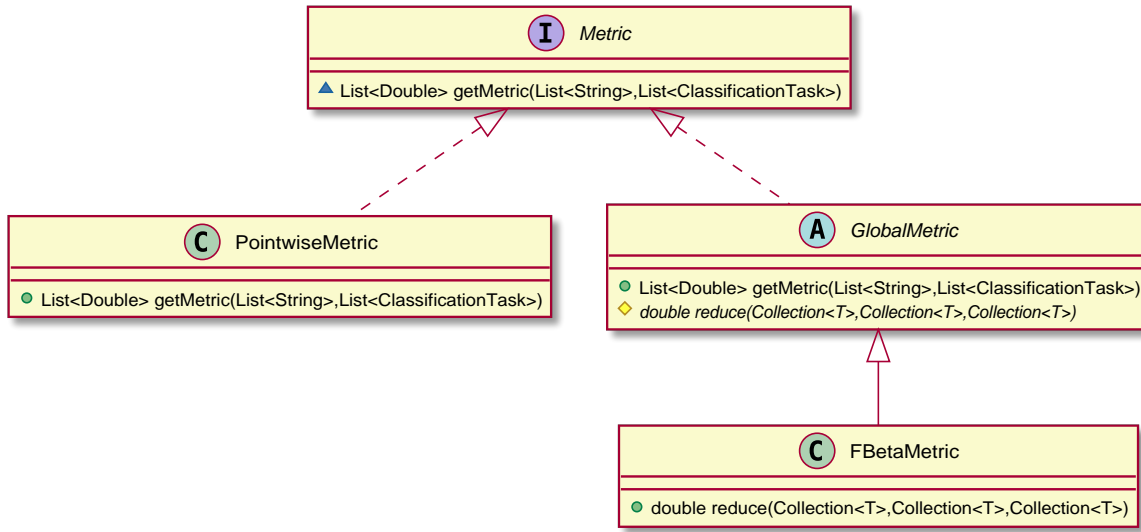 I Metric
List<Double> getMetric(List<String>,List<ClassificationTask>)
C PointwiseMetric
List<Double> getMetric(List<String>,List<ClassificationTask>)
A GlobalMetric
List<Double> getMetric(List<String>,List<ClassificationTask>)
double reduce(Collection<T>,Collection<T>,Collection<T>)
C FBetaMetric
double reduce(Collection<T>,Collection<T>,Collection<T>)